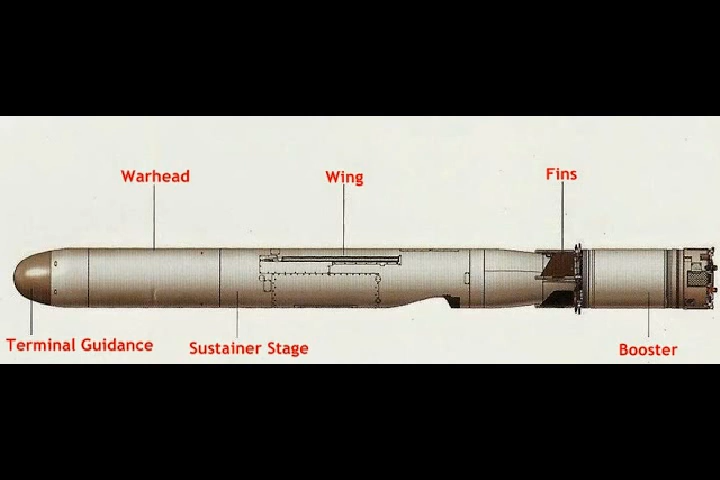 Warhead
Wing
Fins
Terminal Guidance
Sustainer Stage
Booster